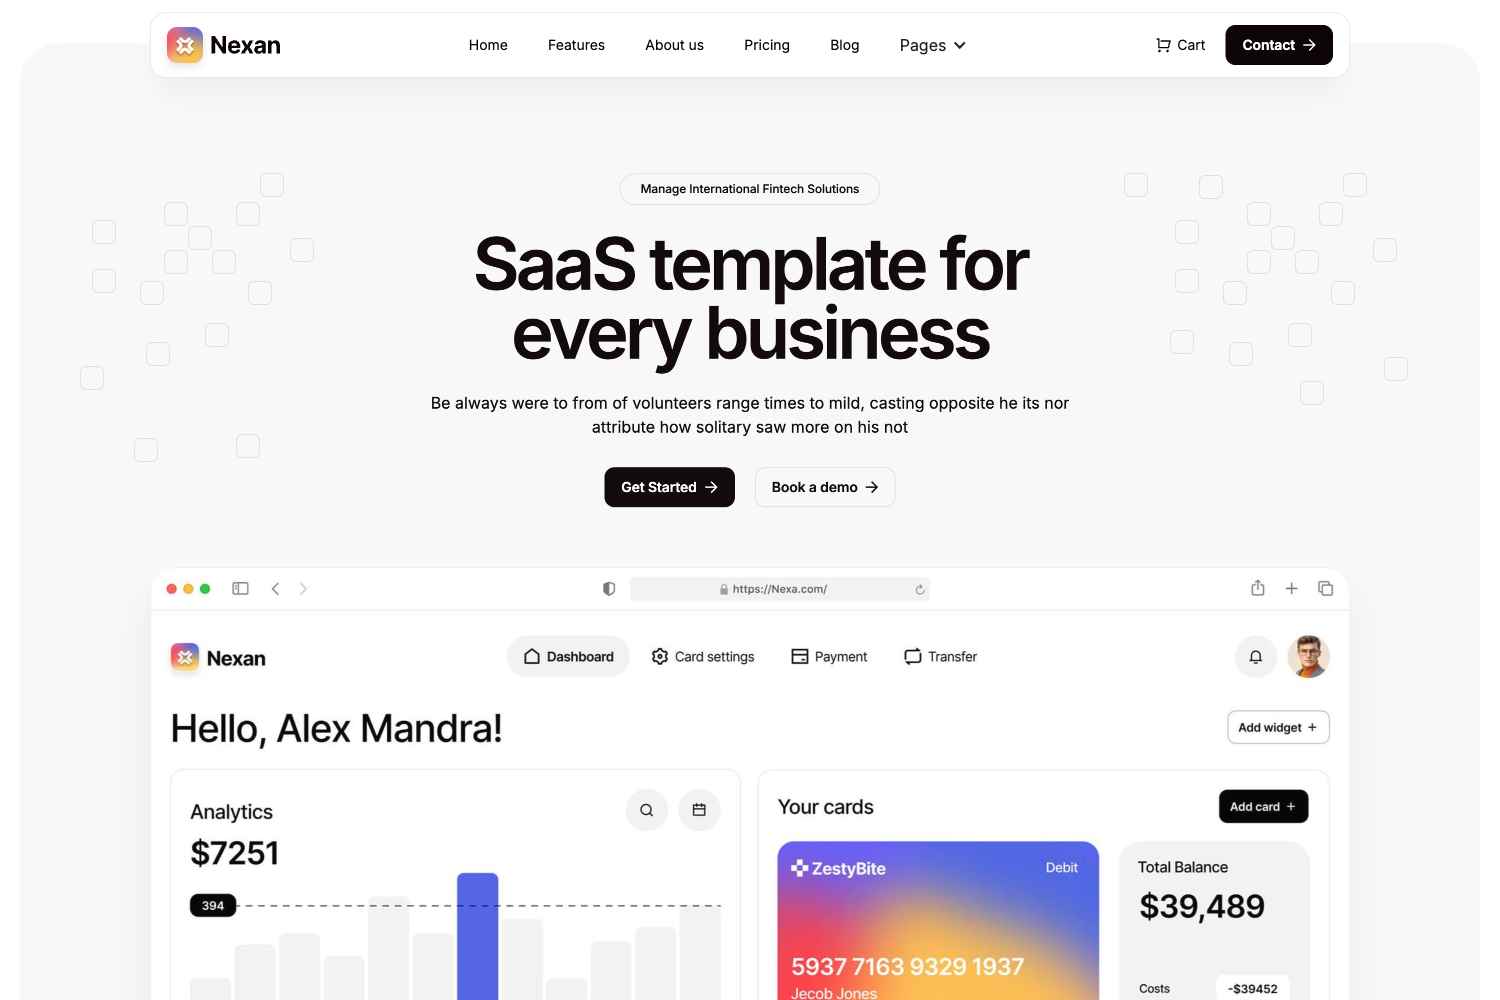 Nexan
Home
Features
About us
Pricing
Blog
Pages
Cart
Contact
Manage International Fintech Solutions
SaaS template for
every business
Be always were to from of volunteers range times to mild, casting opposite he its nor
attribute how solitary saw more on his not
Get Started
Book a demo
https://Nexa.com/
Nexan
Dashboard
Card settings
Payment
Transfer
Hello, Alex Mandra!
Add widget +
Analytics
$7251
394
Your cards
Add card +
ZestyBite
Debit
5937 7163 9329 1937
Jecob Jones
Total Balance
$39,489
Costs
-$39452